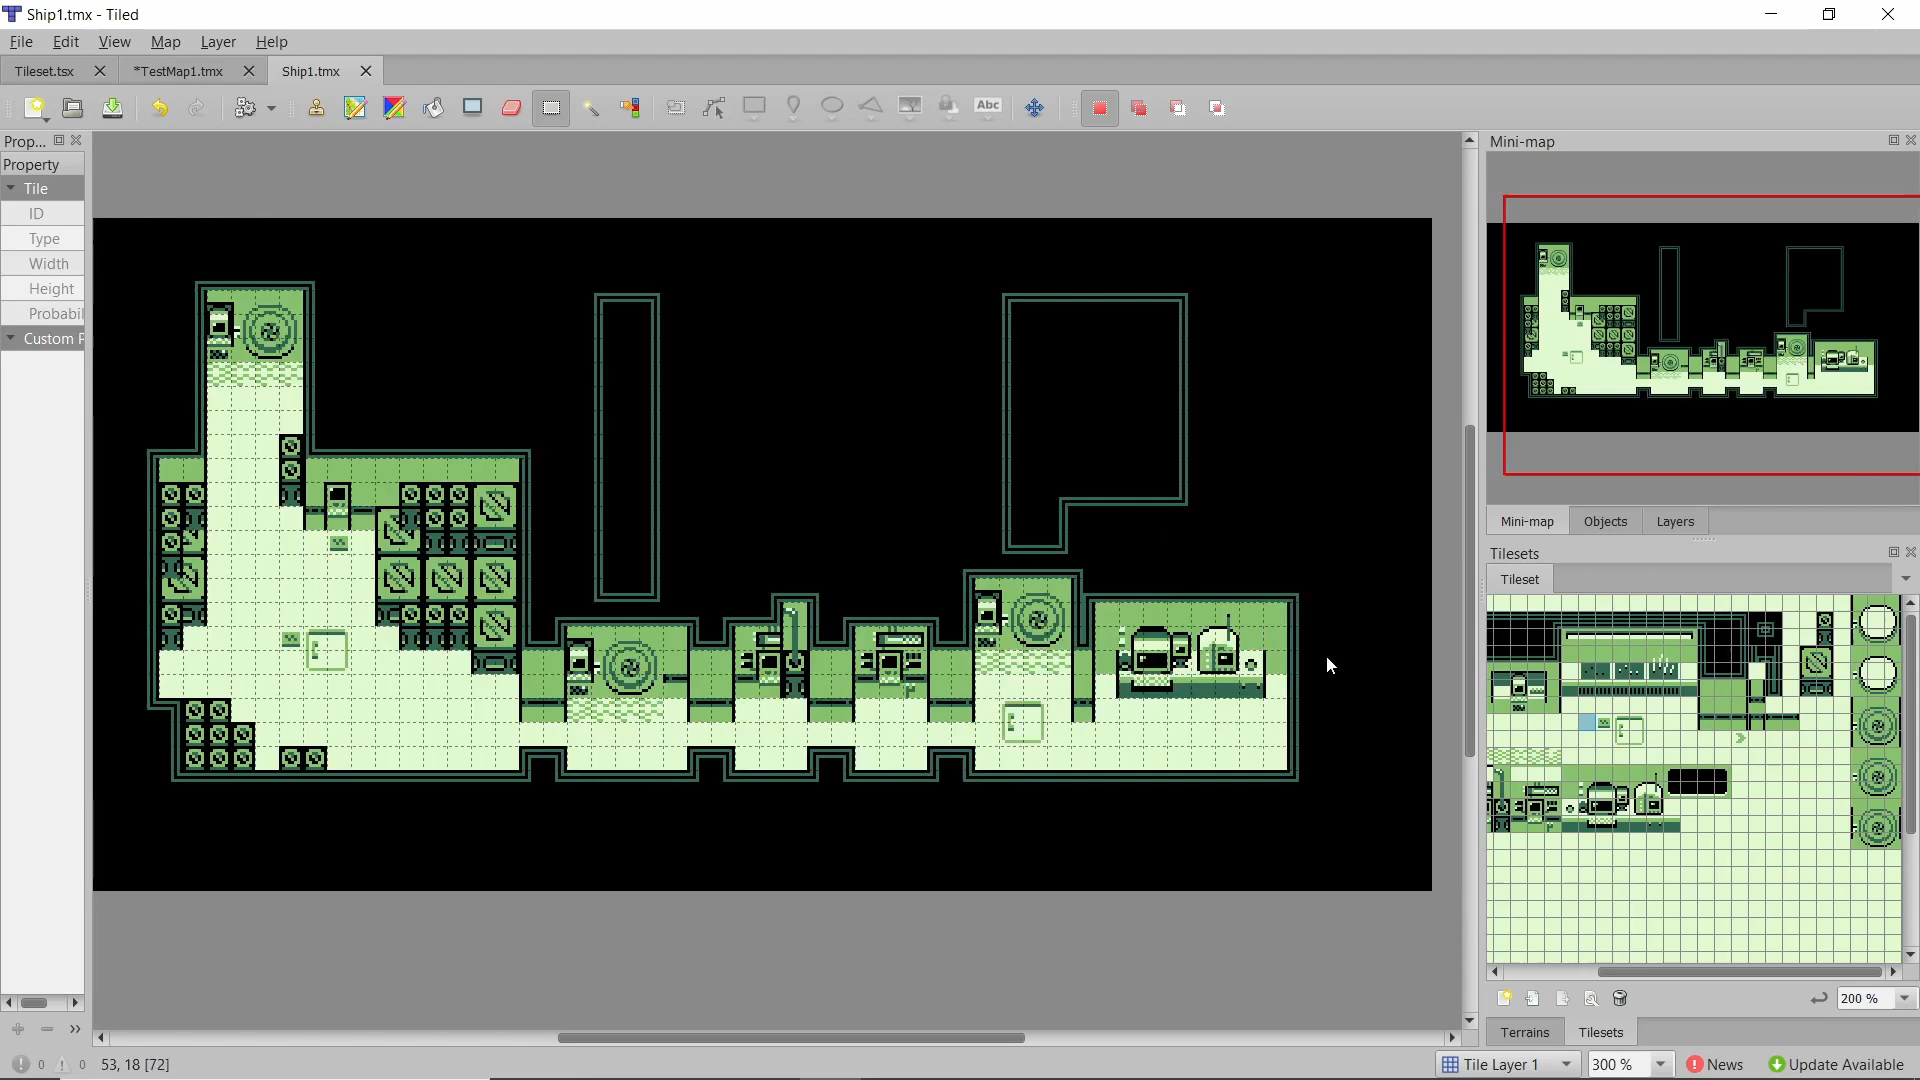 Ship1.tmx - Tiled
File Edit View Map Layer Help
Tileset.tsx *TestMap1.tmx Ship1.tmx
Abc
Prop...
Property
Tile
ID
Type
Width
Height
Probabil
Custom P
Mini-map
Mini-map Objects Layers
Tilesets
Tileset
200 %
Terrains Tilesets
0 0 53, 18 [72] Tile Layer 1 300 % News Update Available